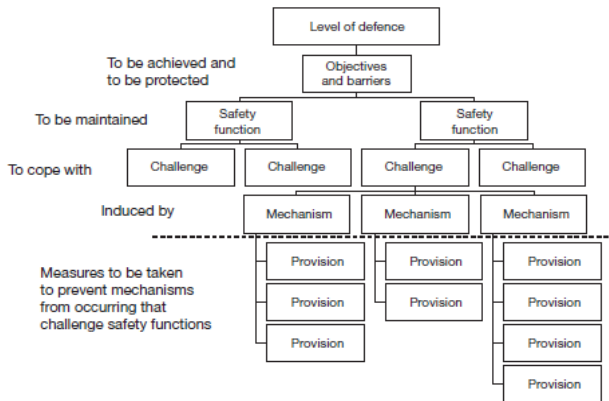 Level of defence
To be achieved and
to be protected
Objectives
and barriers
To be maintained
Safety
function
Safety
function
To cope with
Challenge
Challenge
Challenge
Challenge
Induced by
Mechanism
Mechanism
Mechanism
Measures to be taken
to prevent mechanisms
from occurring that
challenge safety functions
Provision
Provision
Provision
Provision
Provision
Provision
Provision
Provision
Provision